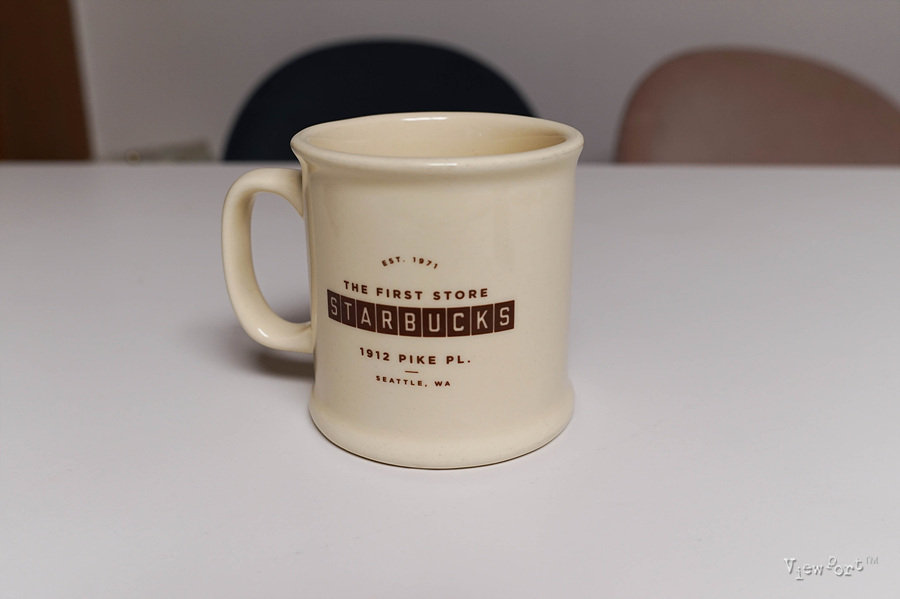 EST. 1971
THE FIRST STORE
STARBUCKS
1912 PIKE PL.
SEATTLE, WA
ViewPort™